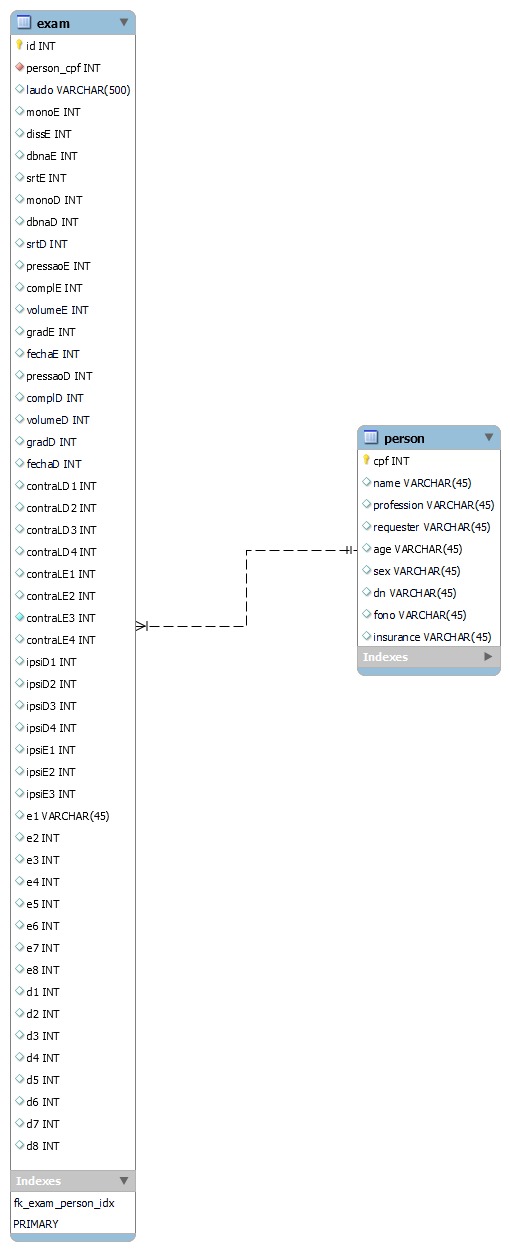 exam
id INT
person_cpf INT
laudo VARCHAR(500)
monoE INT
dissE INT
dbnaE INT
srtE INT
monoD INT
dbnaD INT
srtD INT
pressaoE INT
complE INT
volumeE INT
gradE INT
fechaE INT
pressaoD INT
complD INT
volumeD INT
gradD INT
fechaD INT
contraLD1 INT
contraLD2 INT
contraLD3 INT
contraLD4 INT
contraLE1 INT
contraLE2 INT
contraLE3 INT
contraLE4 INT
ipsiD1 INT
ipsiD2 INT
ipsiD3 INT
ipsiD4 INT
ipsiE1 INT
ipsiE2 INT
ipsiE3 INT
e1 VARCHAR(45)
e2 INT
e3 INT
e4 INT
e5 INT
e6 INT
e7 INT
e8 INT
d1 INT
d2 INT
d3 INT
d4 INT
d5 INT
d6 INT
d7 INT
d8 INT
Indexes
fk_exam_person_idx
PRIMARY
person
cpf INT
name VARCHAR(45)
profession VARCHAR(45)
requester VARCHAR(45)
age VARCHAR(45)
sex VARCHAR(45)
dn VARCHAR(45)
fono VARCHAR(45)
insurance VARCHAR(45)
Indexes